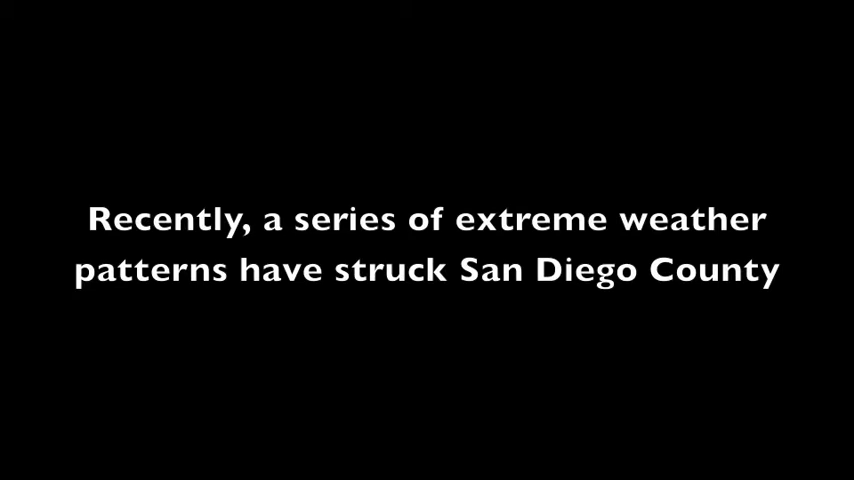 Recently, a series of extreme weather
patterns have struck San Diego County